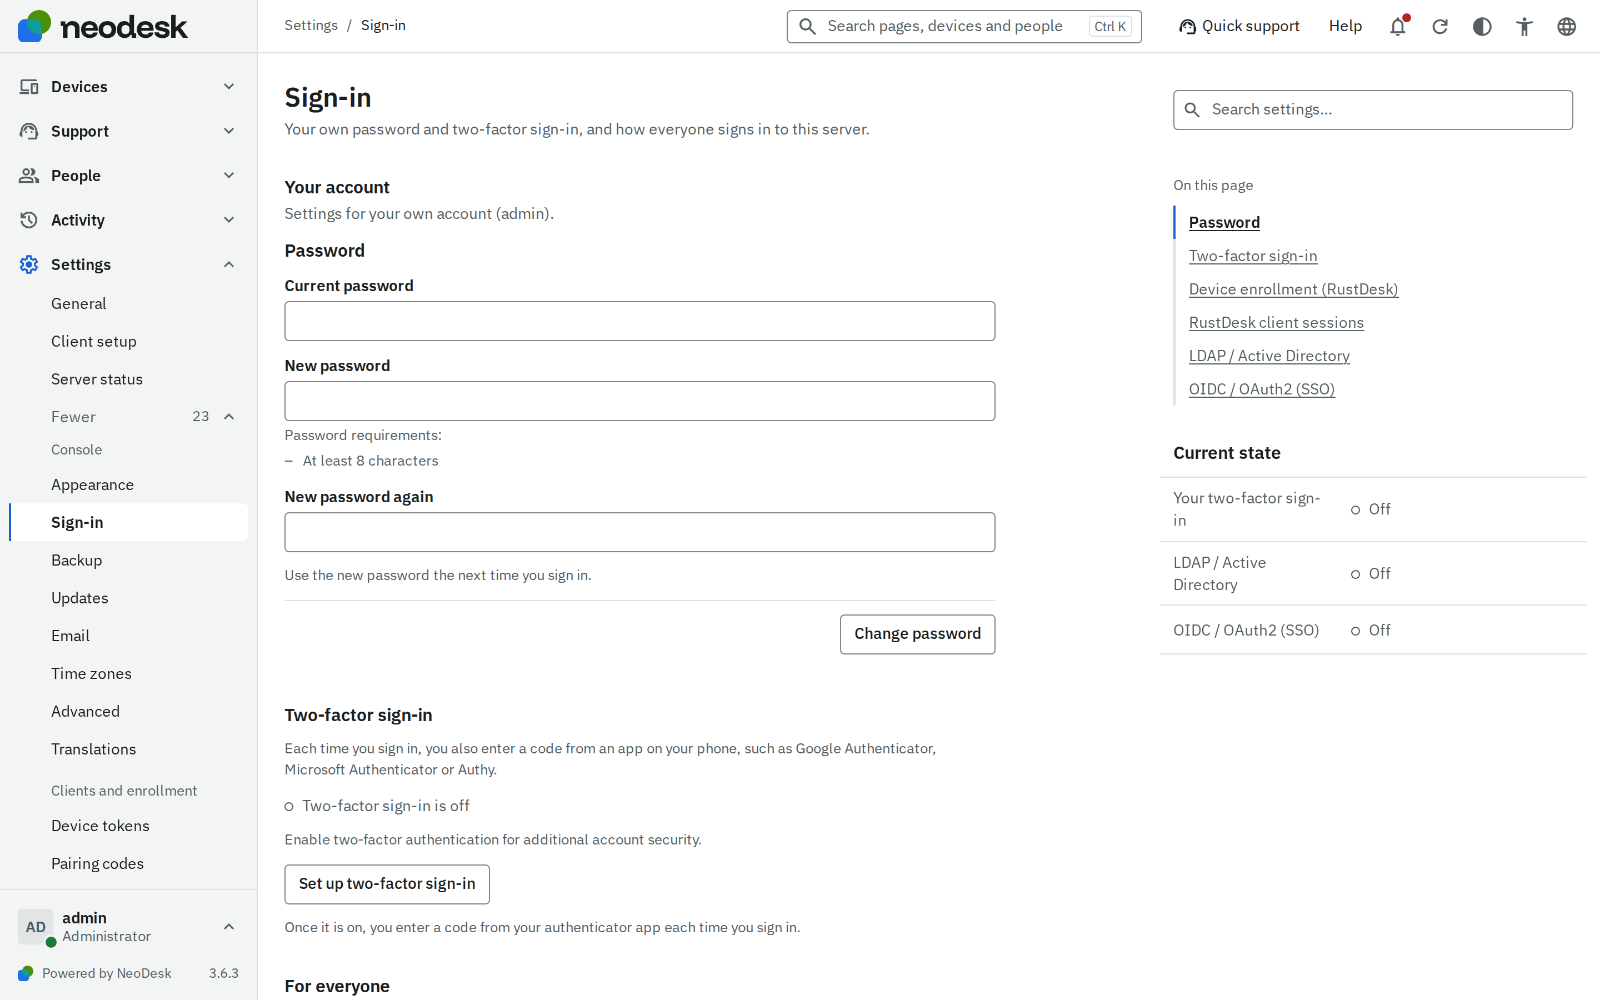 neodesk
Settings / Sign-in
Search pages, devices and people
Ctrl K
Quick support
Help
Devices
Support
People
Activity
Settings
General
Client setup
Server status
Fewer 23
Console
Appearance
Sign-in
Backup
Updates
Email
Time zones
Advanced
Translations
Clients and enrollment
Device tokens
Pairing codes
AD
admin
Administrator
Powered by NeoDesk 3.6.3
Sign-in
Your own password and two-factor sign-in, and how everyone signs in to this server.
Your account
Settings for your own account (admin).
Password
Current password
New password
Password requirements:
– At least 8 characters
New password again
Use the new password the next time you sign in.
Change password
Two-factor sign-in
Each time you sign in, you also enter a code from an app on your phone, such as Google Authenticator,
Microsoft Authenticator or Authy.
Two-factor sign-in is off
Enable two-factor authentication for additional account security.
Set up two-factor sign-in
Once it is on, you enter a code from your authenticator app each time you sign in.
For everyone
Search settings...
On this page
Password
Two-factor sign-in
Device enrollment (RustDesk)
RustDesk client sessions
LDAP / Active Directory
OIDC / OAuth2 (SSO)
Current state
Your two-factor sign-
in
Off
LDAP / Active
Directory
Off
OIDC / OAuth2 (SSO)
Off